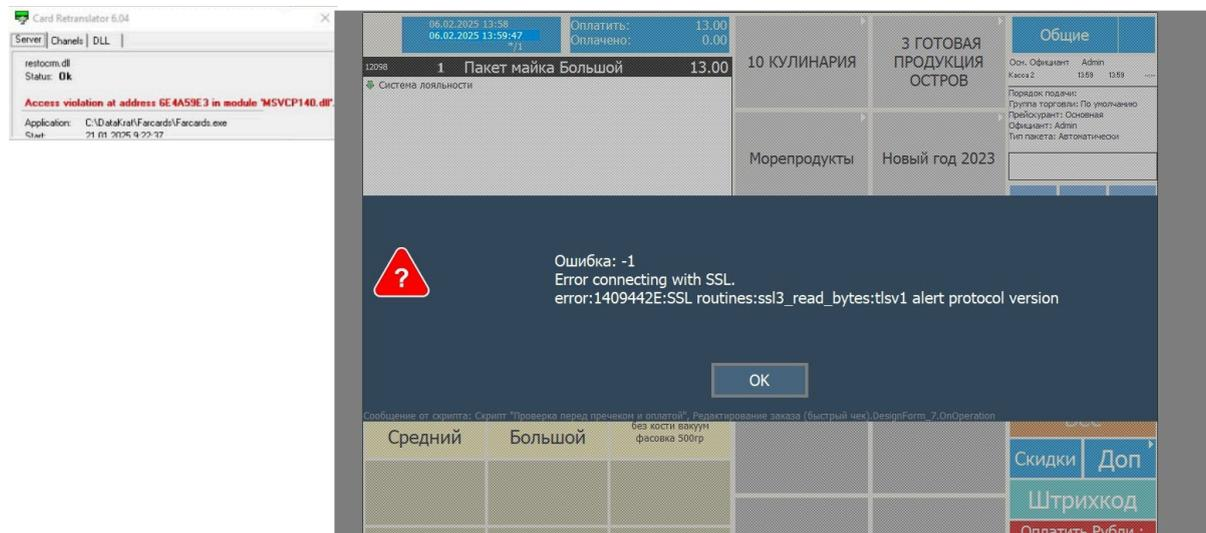 Card Retranslator 6.04
Server Chanels DLL
restocrm.dll
Status: Ok
Access violation at address 6E4A59E3 in module 'MSVCP140.dll'.
Application: C:\DataKrat\Farcards\Farcards.exe
Start: 21.01.2025 9:22:37
06.02.2025 13:58
06.02.2025 13:59:47
*/1
Оплатить: 13.00
Оплачено: 0.00
12098 1 Пакет майка Большой 13.00
Система лояльности
10 КУЛИНАРИЯ
3 ГОТОВАЯ
ПРОДУКЦИЯ
ОСТРОВ
Морепродукты
Новый год 2023
Общие
Осн. Официант Admin
Касса 2 13:59 13:59 --:--
Порядок подачи:
Группа торговли: По умолчанию
Прейскурант: Основная
Официант: Admin
Тип пакета: Автоматически
Ошибка: -1
Error connecting with SSL.
error:1409442E:SSL routines:ssl3_read_bytes:tlsv1 alert protocol version
OK
Сообщение от скрипта: Скрипт "Проверка перед пречеком и оплатой", Редактирование заказа (быстрый чек).DesignForm_7.OnOperation
Средний
Большой
без кости вакуум
фасовка 500гр
Скидки
Доп
Штрихкод
Оплатить Рубли :